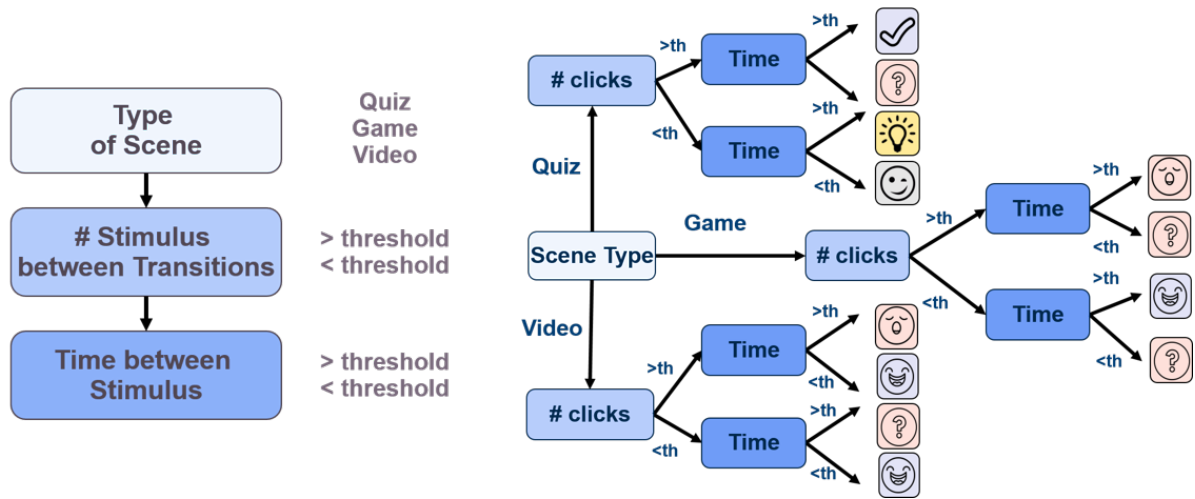 Type
of Scene
Quiz
Game
Video
# Stimulus
between Transitions
> threshold
< threshold
Time between
Stimulus
> threshold
< threshold
Scene Type
Quiz
# clicks
>th
Time
>th
<th
Time
>th
<th
Game
# clicks
>th
Time
>th
<th
<th
Time
>th
<th
Video
# clicks
>th
Time
>th
<th
<th
Time
>th
<th